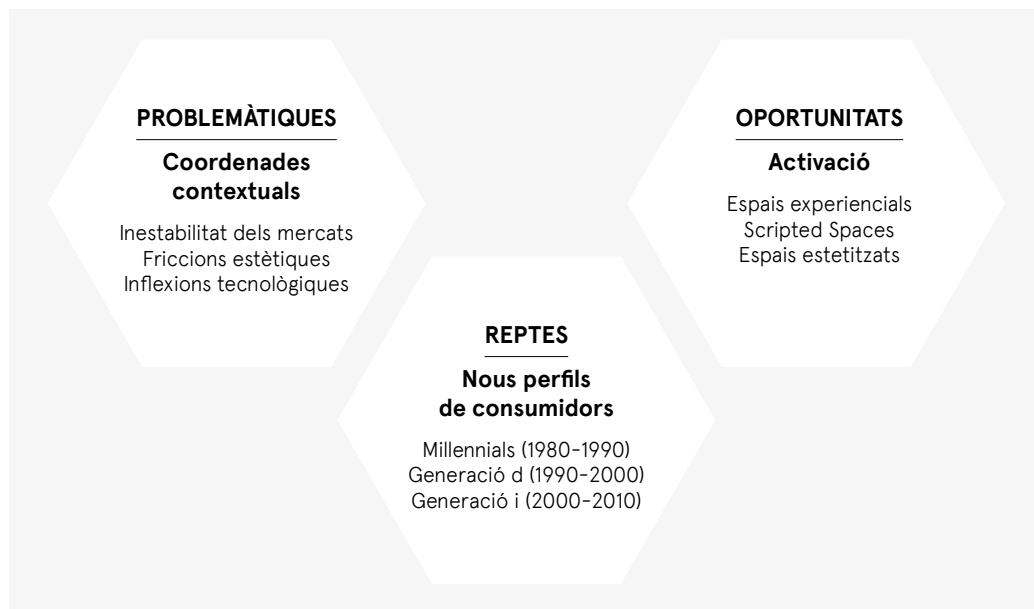 PROBLEMÀTIQUES
Coordenades
contextuals
Inestabilitat dels mercats
Friccions estètiques
Inflexions tecnològiques
REPTES
Nous perfils
de consumidors
Millennials (1980-1990)
Generació d (1990-2000)
Generació i (2000-2010)
OPORTUNITATS
Activació
Espais experiencials
Scripted Spaces
Espais estetitzats